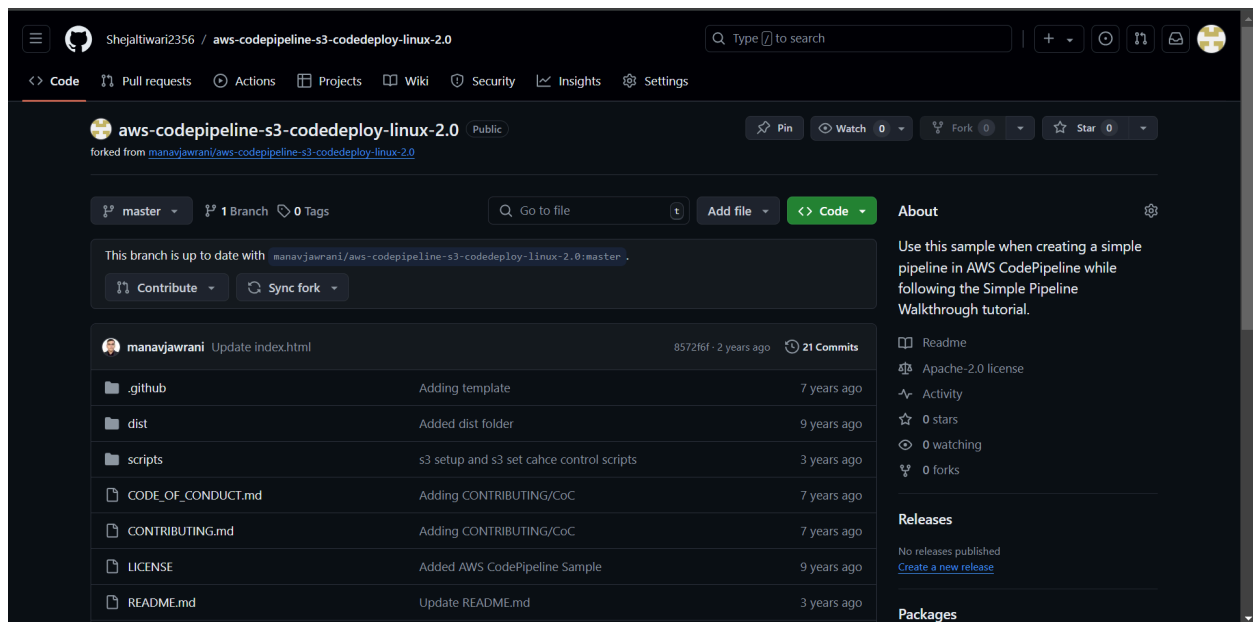 Shejaltiwari2356 / aws-codepipeline-s3-codedeploy-linux-2.0
Type / to search
Code Pull requests Actions Projects Wiki Security Insights Settings
aws-codepipeline-s3-codedeploy-linux-2.0 Public
Pin Watch 0 Fork 0 Star 0
forked from manavjawrani/aws-codepipeline-s3-codedeploy-linux-2.0
master 1 Branch 0 Tags Go to file t Add file Code
This branch is up to date with manavjawrani/aws-codepipeline-s3-codedeploy-linux-2.0:master .
Contribute Sync fork
manavjawrani Update index.html 8572f6f · 2 years ago 21 Commits
.github Adding template 7 years ago
dist Added dist folder 9 years ago
scripts s3 setup and s3 set cahce control scripts 3 years ago
CODE_OF_CONDUCT.md Adding CONTRIBUTING/CoC 7 years ago
CONTRIBUTING.md Adding CONTRIBUTING/CoC 7 years ago
LICENSE Added AWS CodePipeline Sample 9 years ago
README.md Update README.md 3 years ago
About
Use this sample when creating a simple
pipeline in AWS CodePipeline while
following the Simple Pipeline
Walkthrough tutorial.
Readme
Apache-2.0 license
Activity
0 stars
0 watching
0 forks
Releases
No releases published
Create a new release
Packages